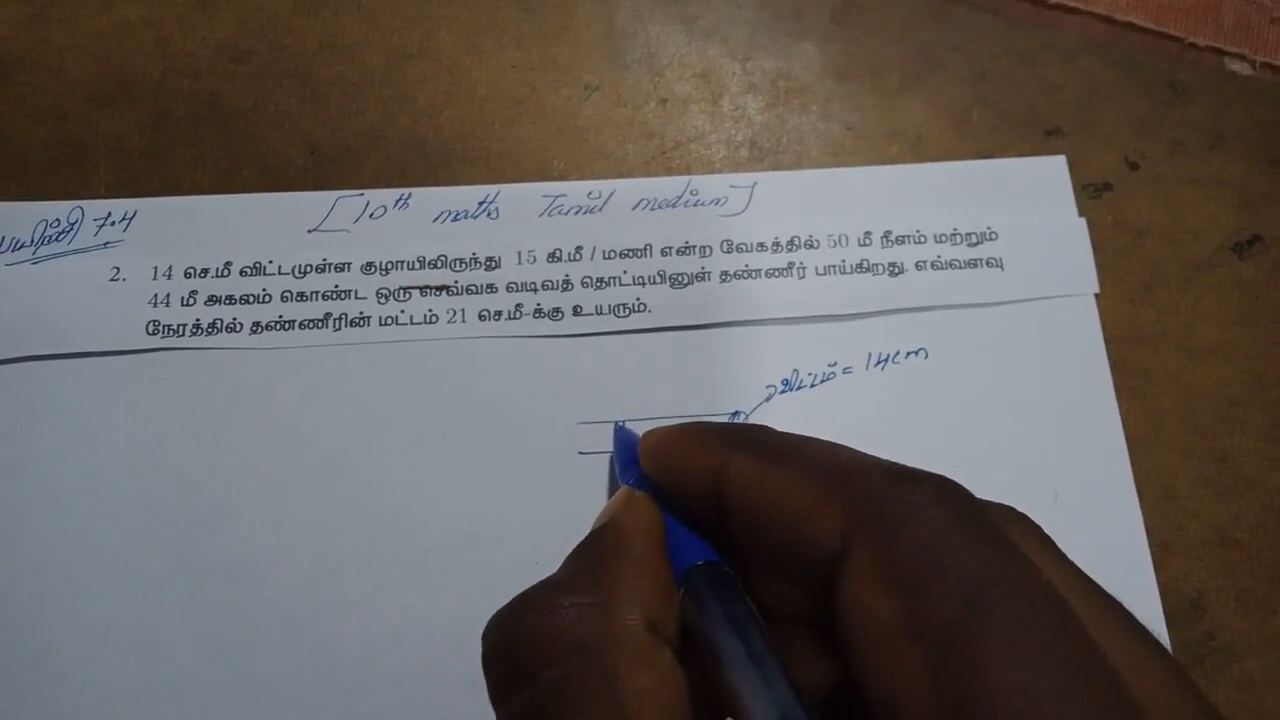 [10th maths Tamil medium]
பயிற்சி 7.4
2. 14 செ.மீ விட்டமுள்ள குழாயிலிருந்து 15 கி.மீ / மணி என்ற வேகத்தில் 50 மீ நீளம் மற்றும்
44 மீ அகலம் கொண்ட ஒரு செவ்வக வடிவத் தொட்டியினுள் தண்ணீர் பாய்கிறது. எவ்வளவு
நேரத்தில் தண்ணீரின் மட்டம் 21 செ.மீ-க்கு உயரும்.
விட்டம் = 14cm